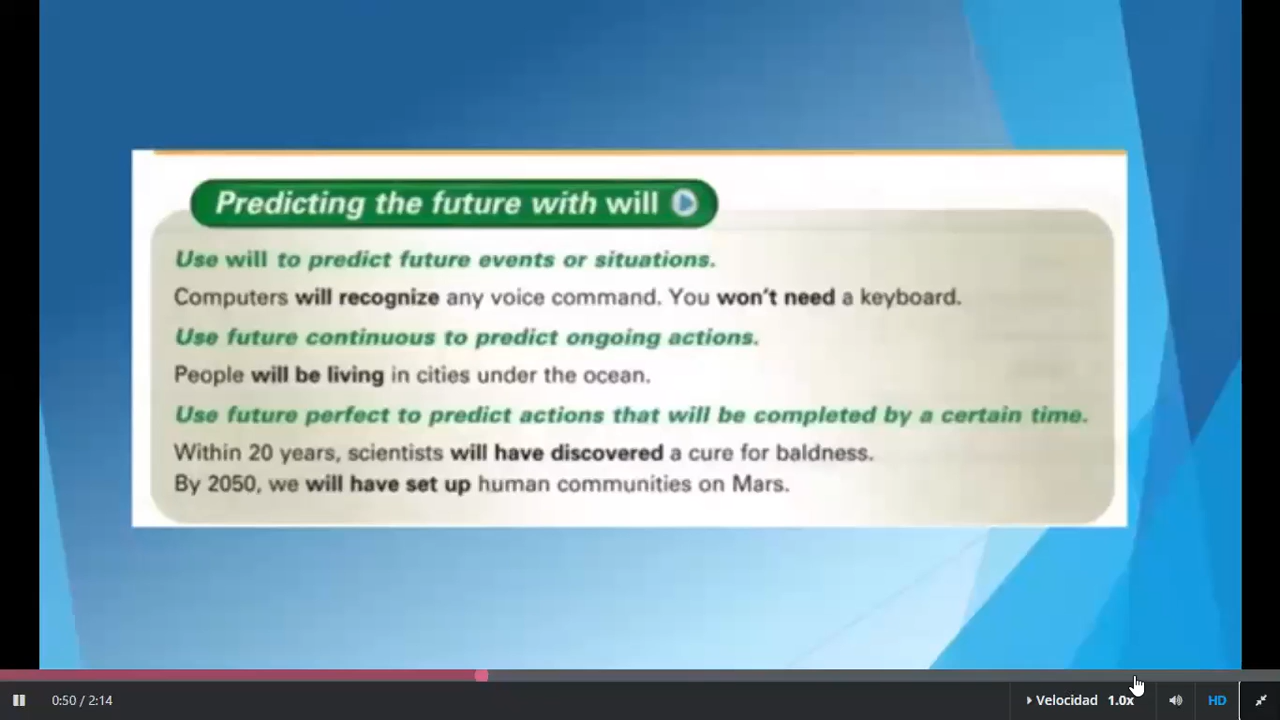 Predicting the future with will
Use will to predict future events or situations.
Computers will recognize any voice command. You won't need a keyboard.
Use future continuous to predict ongoing actions.
People will be living in cities under the ocean.
Use future perfect to predict actions that will be completed by a certain time.
Within 20 years, scientists will have discovered a cure for baldness.
By 2050, we will have set up human communities on Mars.
0:50 / 2:14 Velocidad 1.0x HD